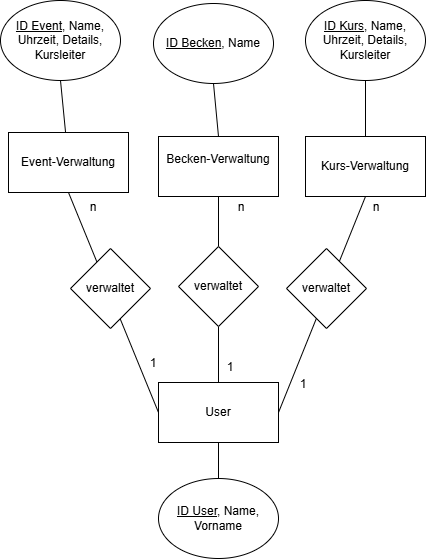 ID Event, Name,
Uhrzeit, Details,
Kursleiter
ID Becken, Name
ID Kurs, Name,
Uhrzeit, Details,
Kursleiter
Event-Verwaltung
Becken-Verwaltung
Kurs-Verwaltung
n
n
n
verwaltet
verwaltet
verwaltet
1
1
1
User
ID User, Name,
Vorname